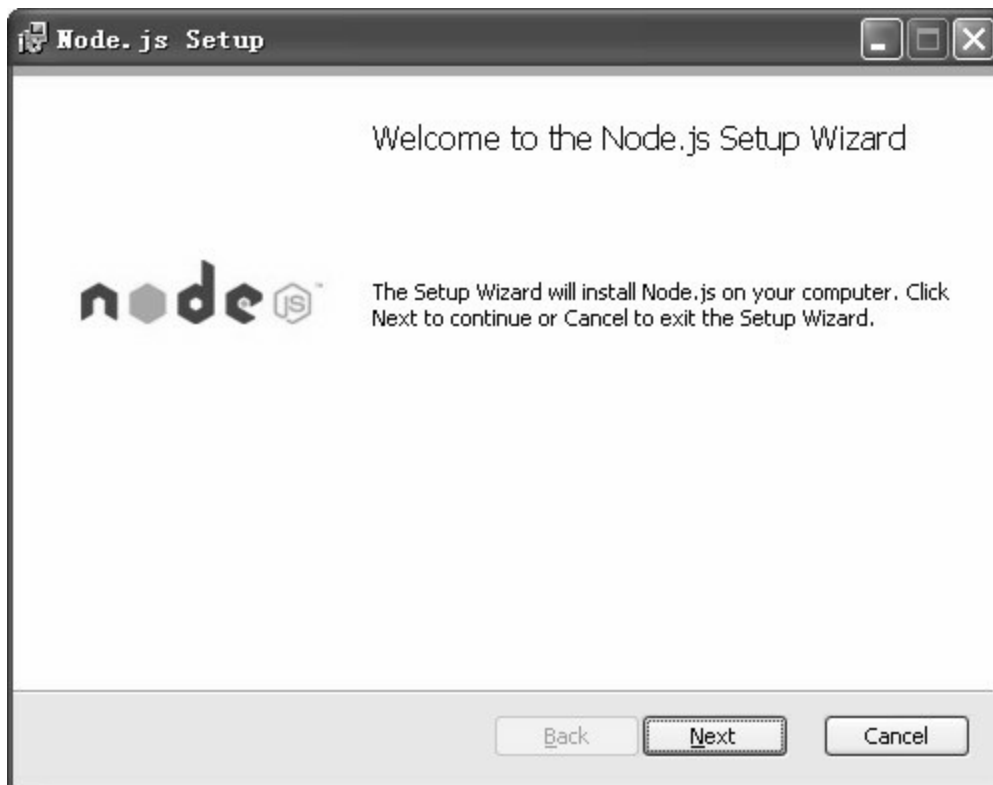 Node.js Setup
Welcome to the Node.js Setup Wizard
node JS™
The Setup Wizard will install Node.js on your computer. Click
Next to continue or Cancel to exit the Setup Wizard.
Back Next Cancel